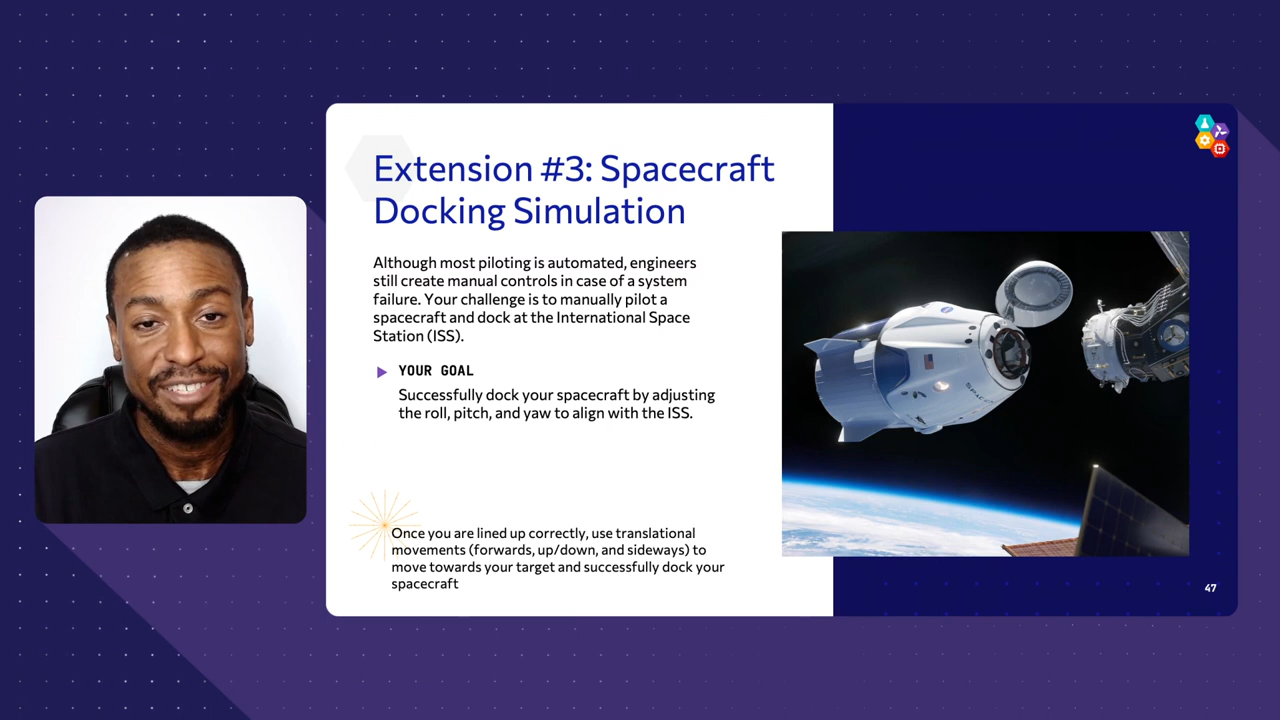 Extension #3: Spacecraft
Docking Simulation
Although most piloting is automated, engineers
still create manual controls in case of a system
failure. Your challenge is to manually pilot a
spacecraft and dock at the International Space
Station (ISS).
YOUR GOAL
Successfully dock your spacecraft by adjusting
the roll, pitch, and yaw to align with the ISS.
Once you are lined up correctly, use translational
movements (forwards, up/down, and sideways) to
move towards your target and successfully dock your
spacecraft
47